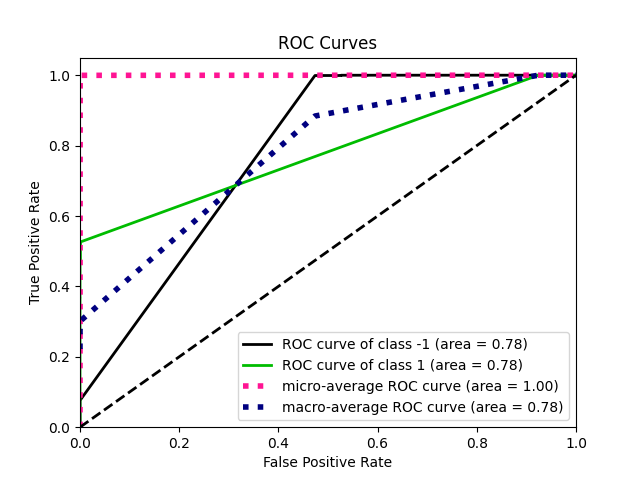 ROC Curves
True Positive Rate
1.0
0.8
0.6
0.4
0.2
0.0
ROC curve of class -1 (area = 0.78)
ROC curve of class 1 (area = 0.78)
micro-average ROC curve (area = 1.00)
macro-average ROC curve (area = 0.78)
0.0 0.2 0.4 0.6 0.8 1.0
False Positive Rate